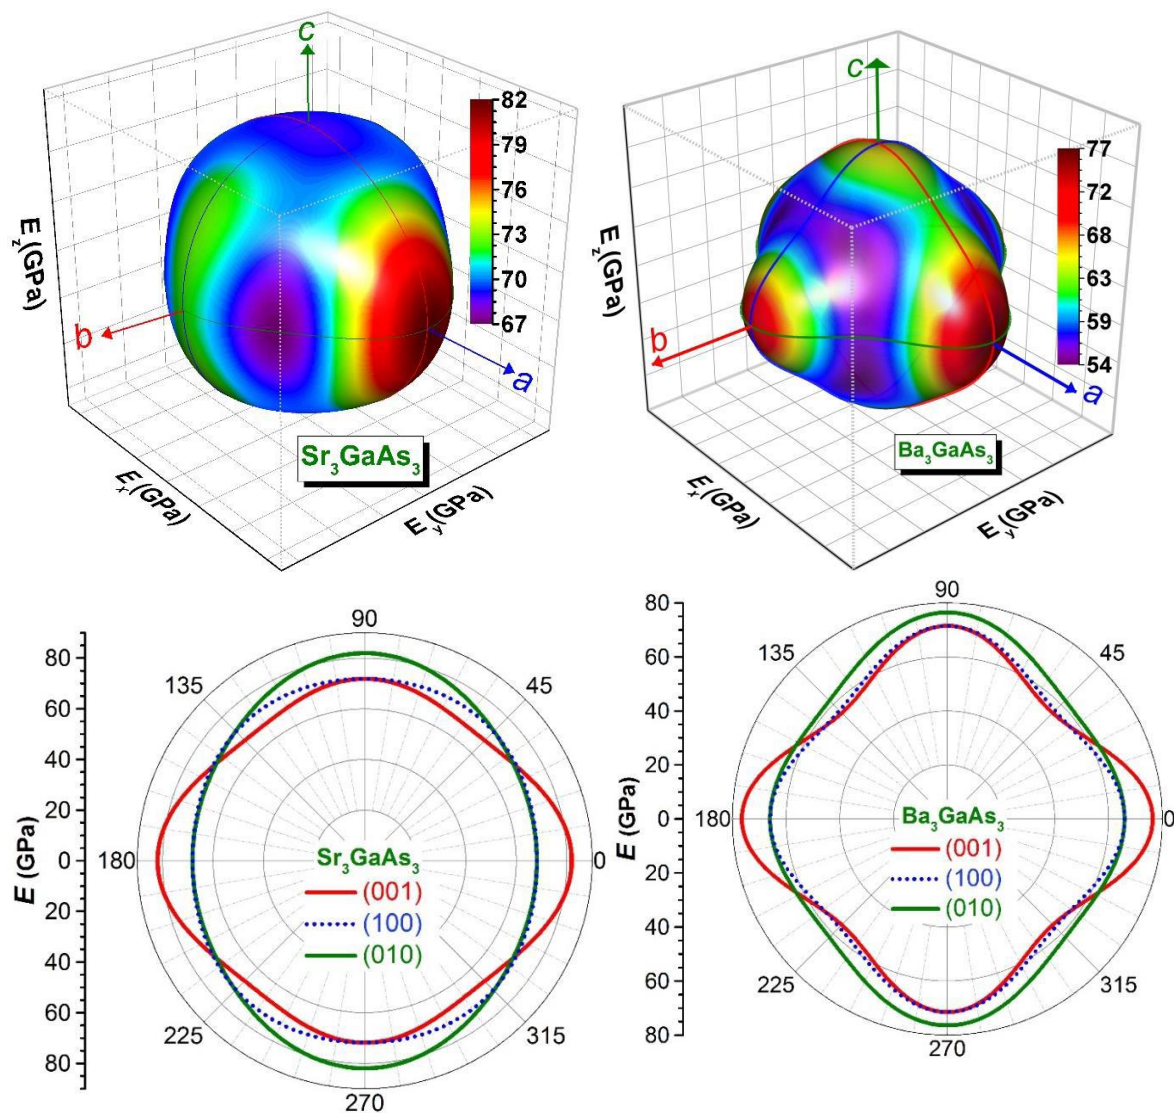 c
82
79
76
73
70
67
E_z(GPa)
b
a
Sr₃GaAs₃
E_x(GPa)
E_y(GPa)
c
77
72
68
63
59
54
E_z(GPa)
b
a
Ba₃GaAs₃
E_x(GPa)
E_y(GPa)
90
135
45
80
60
40
20
0
20
40
60
80
E (GPa)
180
0
Sr₃GaAs₃
(001)
(100)
(010)
225
315
270
90
135
45
80
60
40
20
0
20
40
60
80
E (GPa)
180
0
Ba₃GaAs₃
(001)
(100)
(010)
225
315
270